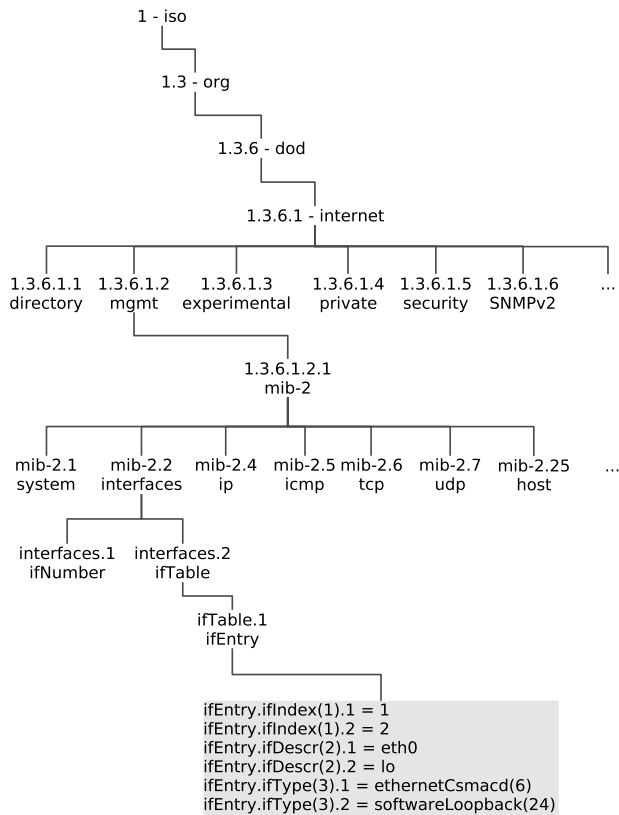 1 - iso
1.3 - org
1.3.6 - dod
1.3.6.1 - internet
1.3.6.1.1 1.3.6.1.2 1.3.6.1.3 1.3.6.1.4 1.3.6.1.5 1.3.6.1.6 ...
directory mgmt experimental private security SNMPv2
1.3.6.1.2.1
mib-2
mib-2.1 mib-2.2 mib-2.4 mib-2.5 mib-2.6 mib-2.7 mib-2.25 ...
system interfaces ip icmp tcp udp host
interfaces.1 interfaces.2
ifNumber ifTable
ifTable.1
ifEntry
ifEntry.ifIndex(1).1 = 1
ifEntry.ifIndex(1).2 = 2
ifEntry.ifDescr(2).1 = eth0
ifEntry.ifDescr(2).2 = lo
ifEntry.ifType(3).1 = ethernetCsmacd(6)
ifEntry.ifType(3).2 = softwareLoopback(24)